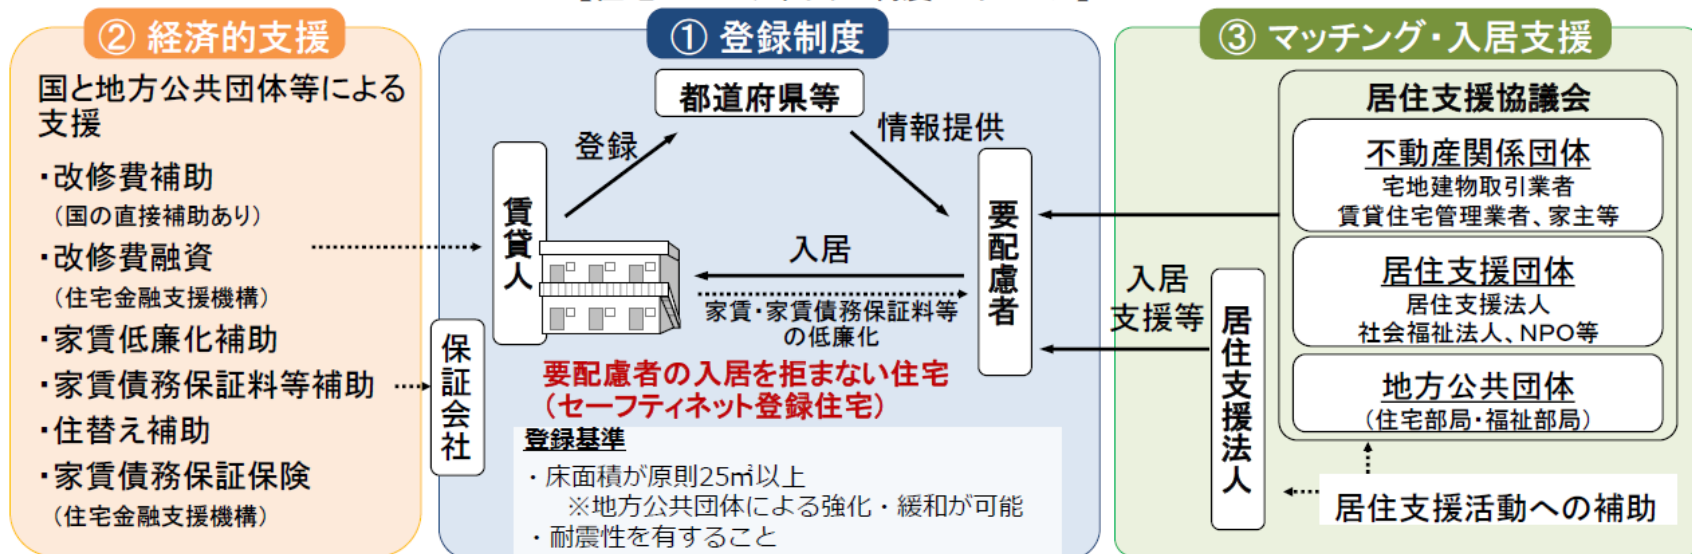 ② 経済的支援
国と地方公共団体等による
支援
・改修費補助
（国の直接補助あり）
・改修費融資
（住宅金融支援機構）
・家賃低廉化補助
・家賃債務保証料等補助
・住替え補助
・家賃債務保証保険
（住宅金融支援機構）
① 登録制度
都道府県等
登録
情報提供
賃貸人
要配慮者
入居
家賃・家賃債務保証料等
の低廉化
保証会社
要配慮者の入居を拒まない住宅
（セーフティネット登録住宅）
登録基準
・床面積が原則25㎡以上
※地方公共団体による強化・緩和が可能
・耐震性を有すること
③ マッチング・入居支援
居住支援協議会
不動産関係団体
宅地建物取引業者
賃貸住宅管理業者、家主等
居住支援団体
居住支援法人
社会福祉法人、NPO等
地方公共団体
（住宅部局・福祉部局）
入居
支援等
居住支援法人
居住支援活動への補助